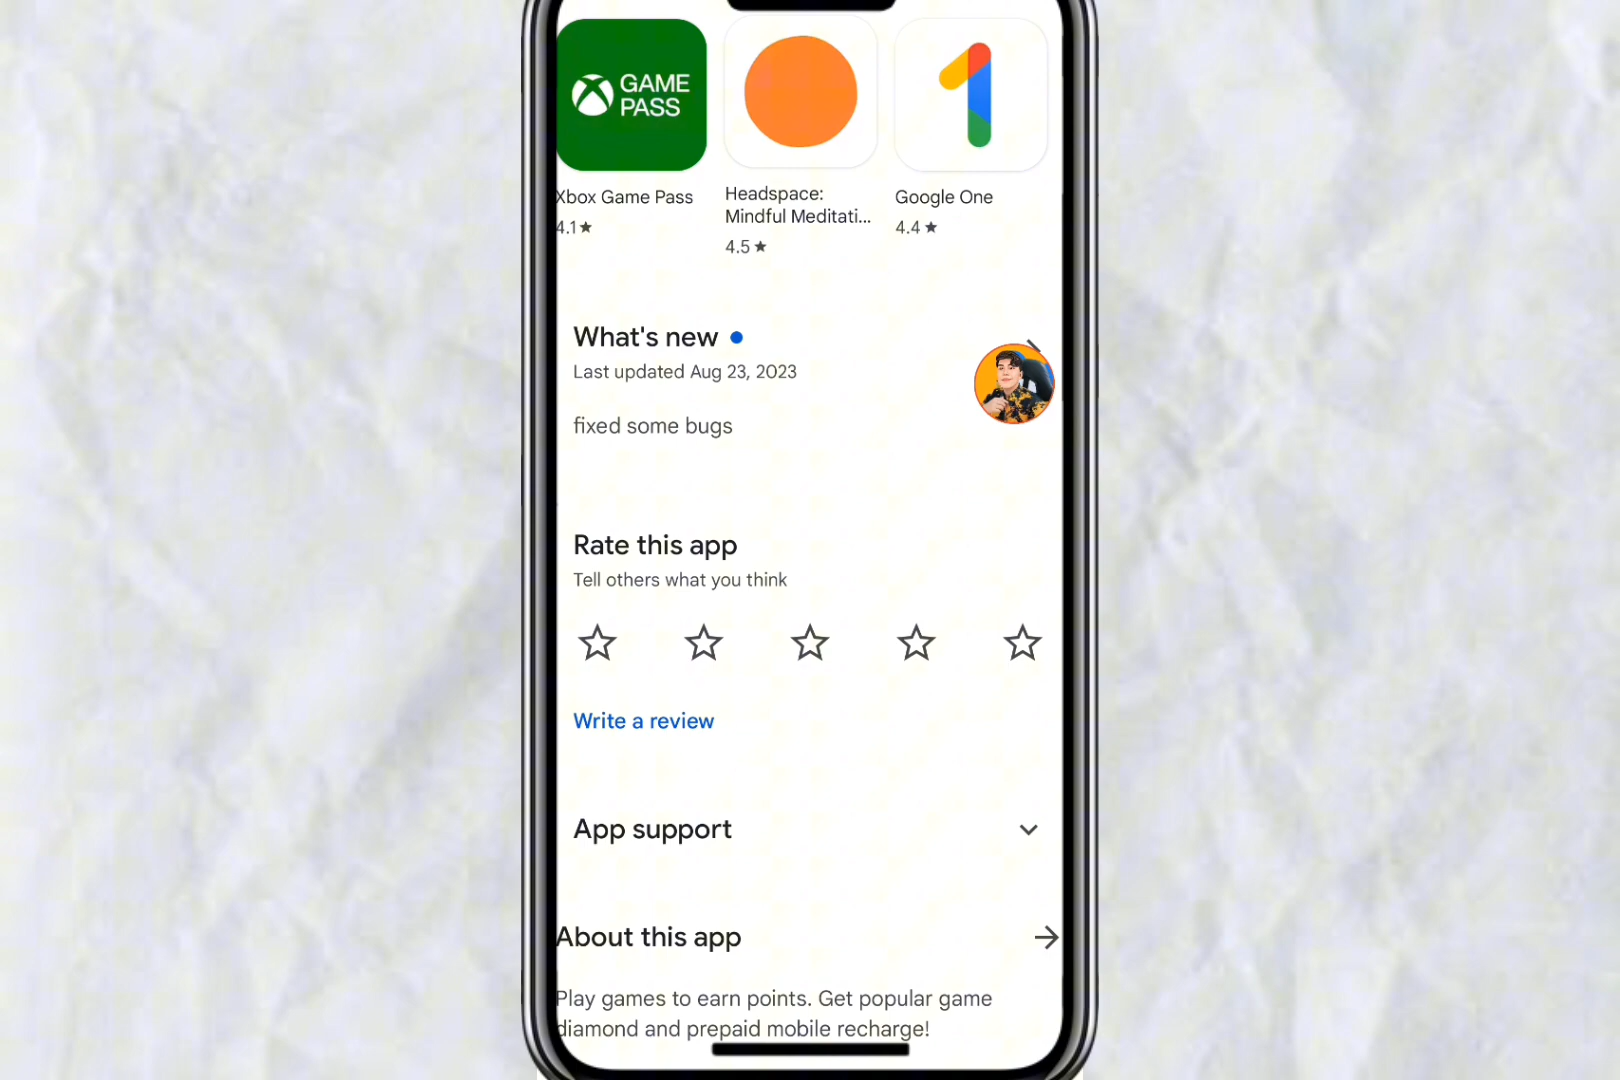 GAME
PASS
Xbox Game Pass
4.1★
Headspace:
Mindful Meditati...
4.5 ★
Google One
4.4 ★
What's new
Last updated Aug 23, 2023
fixed some bugs
Rate this app
Tell others what you think
Write a review
App support
About this app
Play games to earn points. Get popular game
diamond and prepaid mobile recharge!